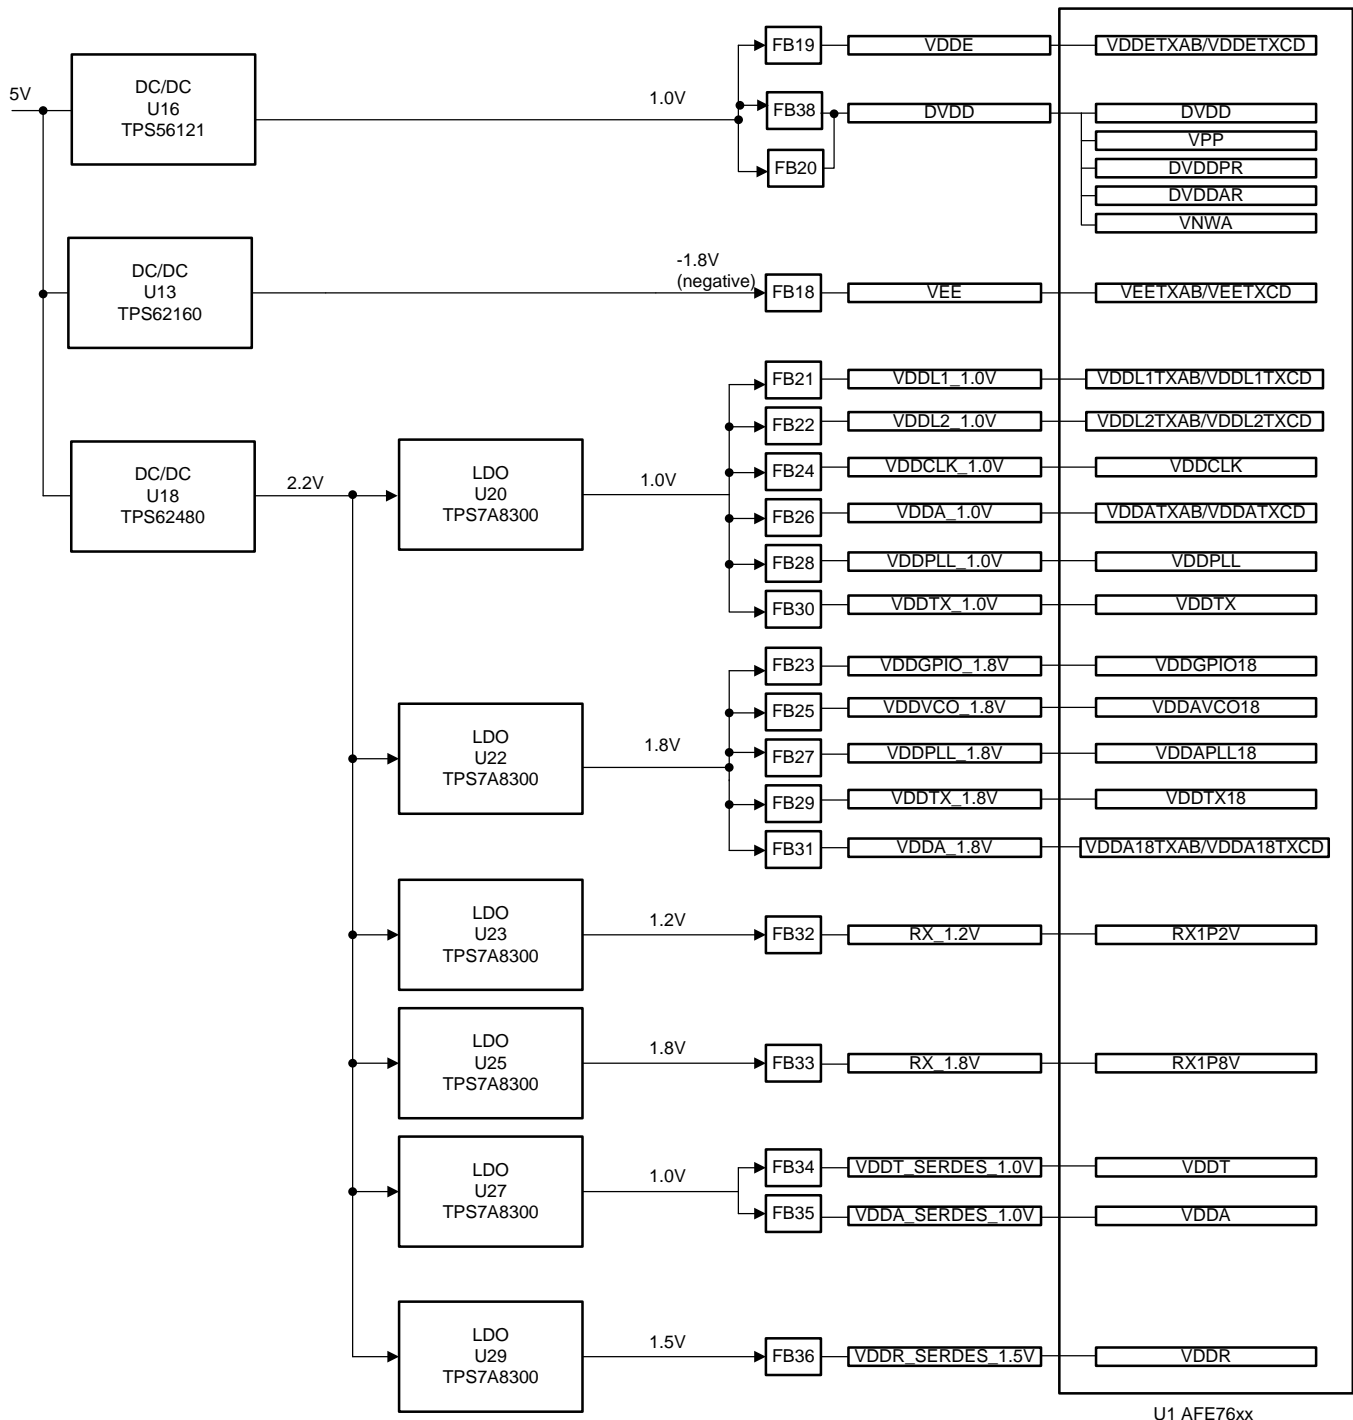 5V
DC/DC
U16
TPS56121
1.0V
FB19
VDDE
VDDETXAB/VDDETXCD
FB38
DVDD
DVDD
VPP
FB20
DVDDPR
DVDDAR
VNWA
DC/DC
U13
TPS62160
-1.8V
(negative)
FB18
VEE
VEETXAB/VEETXCD
DC/DC
U18
TPS62480
2.2V
LDO
U20
TPS7A8300
1.0V
FB21
VDDL1_1.0V
VDDL1TXAB/VDDL1TXCD
FB22
VDDL2_1.0V
VDDL2TXAB/VDDL2TXCD
FB24
VDDCLK_1.0V
VDDCLK
FB26
VDDA_1.0V
VDDATXAB/VDDATXCD
FB28
VDDPLL_1.0V
VDDPLL
FB30
VDDTX_1.0V
VDDTX
LDO
U22
TPS7A8300
1.8V
FB23
VDDGPIO_1.8V
VDDGPIO18
FB25
VDDVCO_1.8V
VDDAVCO18
FB27
VDDPLL_1.8V
VDDAPLL18
FB29
VDDTX_1.8V
VDDTX18
FB31
VDDA_1.8V
VDDA18TXAB/VDDA18TXCD
LDO
U23
TPS7A8300
1.2V
FB32
RX_1.2V
RX1P2V
LDO
U25
TPS7A8300
1.8V
FB33
RX_1.8V
RX1P8V
LDO
U27
TPS7A8300
1.0V
FB34
VDDT_SERDES_1.0V
VDDT
FB35
VDDA_SERDES_1.0V
VDDA
LDO
U29
TPS7A8300
1.5V
FB36
VDDR_SERDES_1.5V
VDDR
U1 AFE76xx